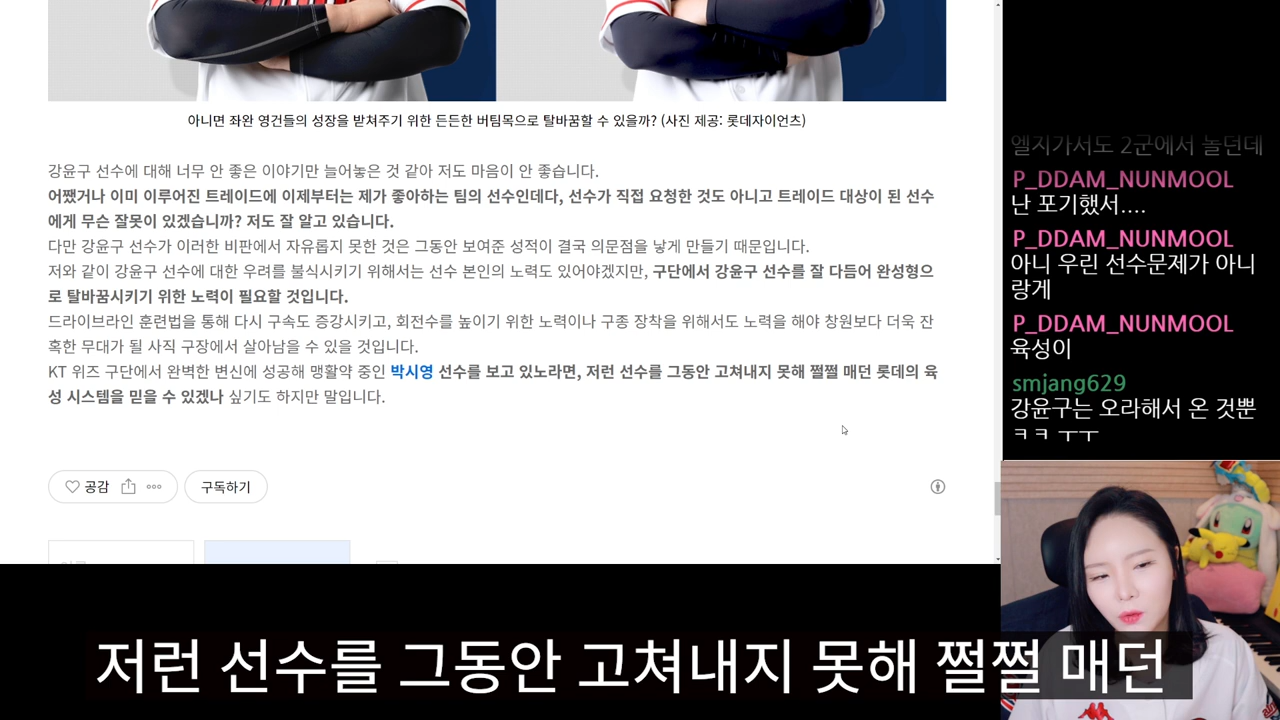 아니면 좌완 영건들의 성장을 받쳐주기 위한 든든한 버팀목으로 탈바꿈할 수 있을까? (사진 제공: 롯데자이언츠)
강윤구 선수에 대해 너무 안 좋은 이야기만 늘어놓은 것 같아 저도 마음이 안 좋습니다.
어쨌거나 이미 이루어진 트레이드에 이제부터는 제가 좋아하는 팀의 선수인데다, 선수가 직접 요청한 것도 아니고 트레이드 대상이 된 선수
에게 무슨 잘못이 있겠습니까? 저도 잘 알고 있습니다.
다만 강윤구 선수가 이러한 비판에서 자유롭지 못한 것은 그동안 보여준 성적이 결국 의문점을 낳게 만들기 때문입니다.
저와 같이 강윤구 선수에 대한 우려를 불식시키기 위해서는 선수 본인의 노력도 있어야겠지만, 구단에서 강윤구 선수를 잘 다듬어 완성형으
로 탈바꿈시키기 위한 노력이 필요할 것입니다.
드라이브라인 훈련법을 통해 다시 구속도 증강시키고, 회전수를 높이기 위한 노력이나 구종 장착을 위해서도 노력을 해야 창원보다 더욱 잔
혹한 무대가 될 사직 구장에서 살아남을 수 있을 것입니다.
KT 위즈 구단에서 완벽한 변신에 성공해 맹활약 중인 박시영 선수를 보고 있노라면, 저런 선수를 그동안 고쳐내지 못해 쩔쩔 매던 롯데의 육
성 시스템을 믿을 수 있겠나 싶기도 하지만 말입니다.
공감
구독하기
엘지가서도 2군에서 놀던데
P_DDAM_NUNMOOL
난 포기했서....
P_DDAM_NUNMOOL
아니 우린 선수문제가 아니
랑게
P_DDAM_NUNMOOL
육성이
smjang629
강윤구는 오라해서 온 것뿐
ㅋㅋ ㅜㅜ
저런 선수를 그동안 고쳐내지 못해 쩔쩔 매던